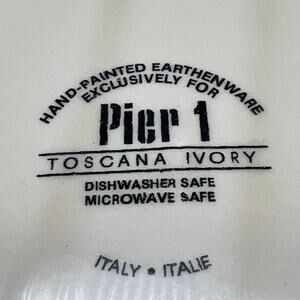 HAND-PAINTED EARTHENWARE
EXCLUSIVELY FOR
Pier 1
TOSCANA IVORY
DISHWASHER SAFE
MICROWAVE SAFE
ITALY • ITALIE